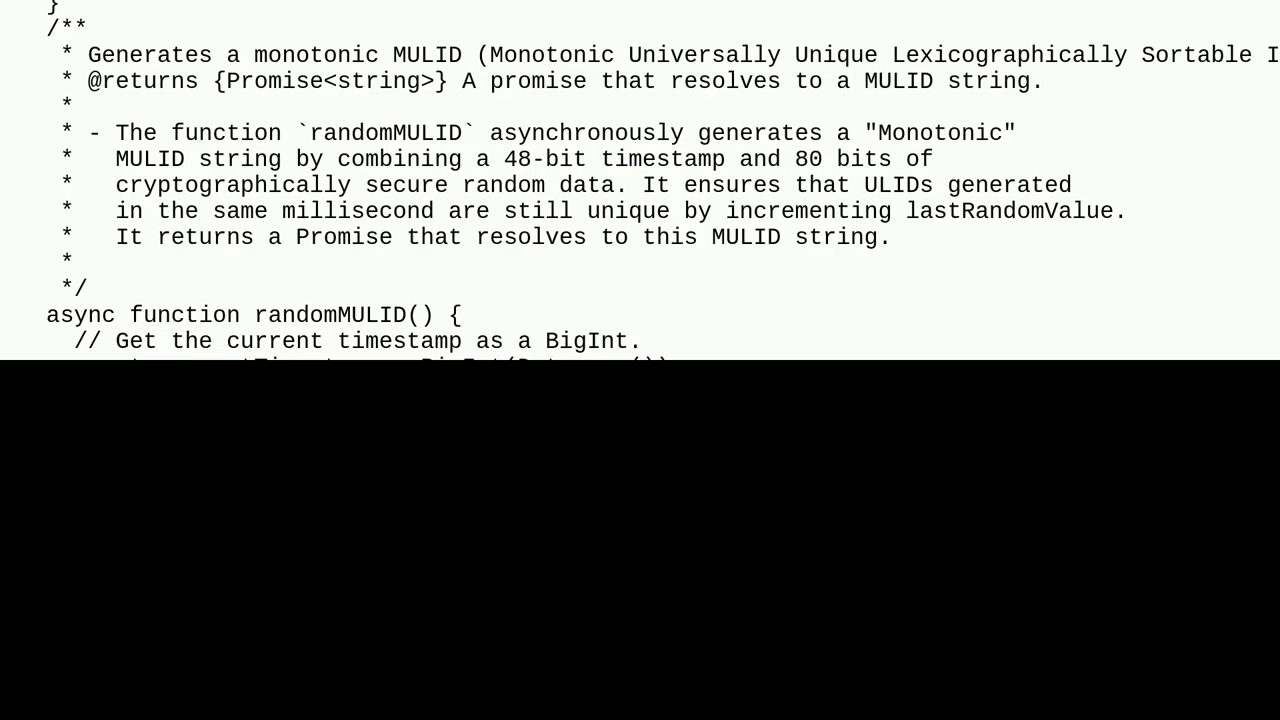 }
/**
 * Generates a monotonic MULID (Monotonic Universally Unique Lexicographically Sortable
 * @returns {Promise<string>} A promise that resolves to a MULID string.
 *
 * - The function `randomMULID` asynchronously generates a "Monotonic"
 *   MULID string by combining a 48-bit timestamp and 80 bits of
 *   cryptographically secure random data. It ensures that ULIDs generated
 *   in the same millisecond are still unique by incrementing lastRandomValue.
 *   It returns a Promise that resolves to this MULID string.
 *
 */
async function randomMULID() {
  // Get the current timestamp as a BigInt.